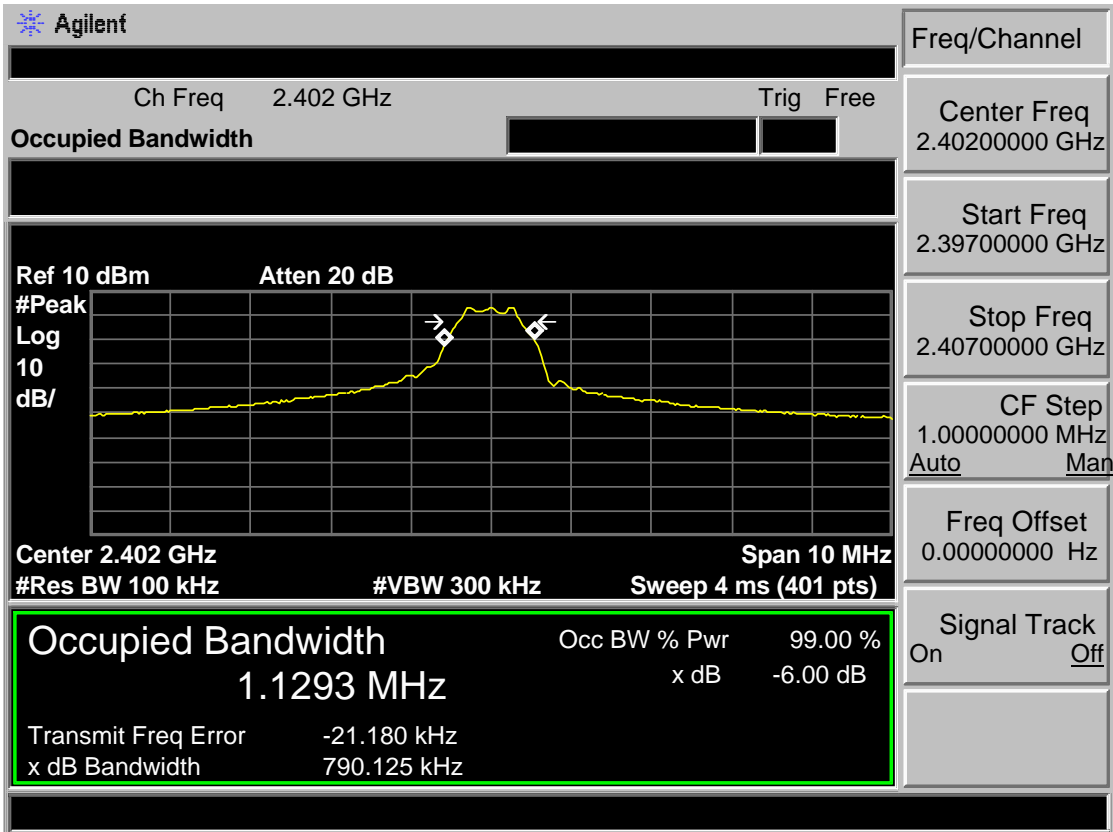 Agilent
Ch Freq 2.402 GHz Trig Free
Occupied Bandwidth
Ref 10 dBm Atten 20 dB
#Peak
Log
10
dB/
Center 2.402 GHz Span 10 MHz
#Res BW 100 kHz #VBW 300 kHz Sweep 4 ms (401 pts)
Occupied Bandwidth Occ BW % Pwr 99.00 %
1.1293 MHz x dB -6.00 dB
Transmit Freq Error -21.180 kHz
x dB Bandwidth 790.125 kHz
Freq/Channel
Center Freq
2.40200000 GHz
Start Freq
2.39700000 GHz
Stop Freq
2.40700000 GHz
CF Step
1.00000000 MHz
Auto Man
Freq Offset
0.00000000 Hz
Signal Track
On Off